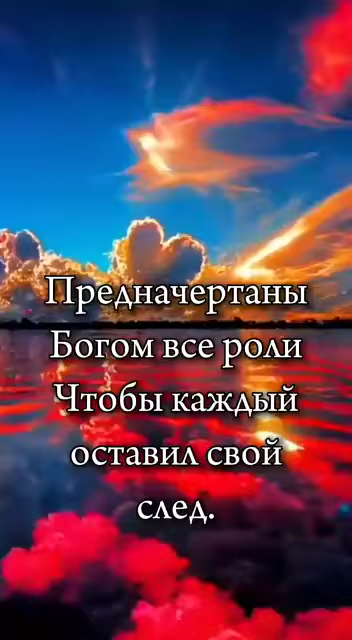 Предначертаны
Богом все роли
Чтобы каждый
оставил свой
след.